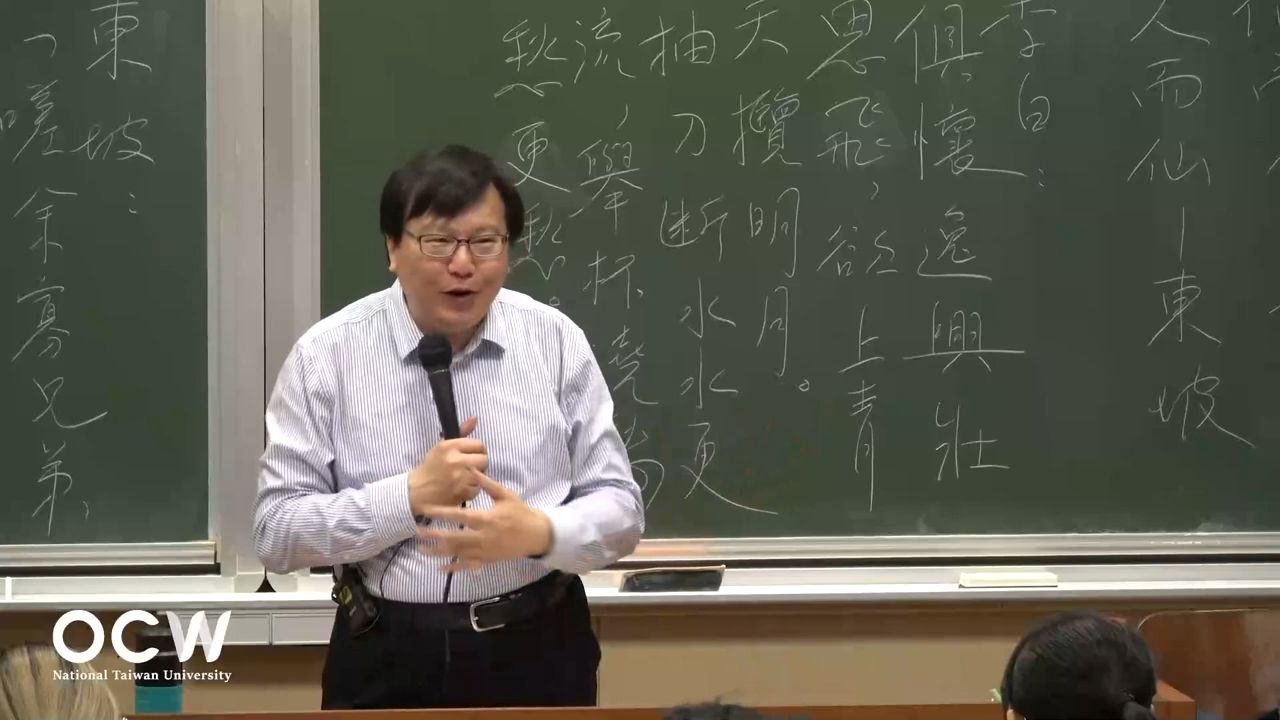 人而仙—東坡
李白:
俱懷逸興壯
思飛,欲上青
天攬明月。
抽刀斷水水更
流,舉杯
愁更愁。
東坡:
「嗟余寡兄弟,
OCW
National Taiwan University